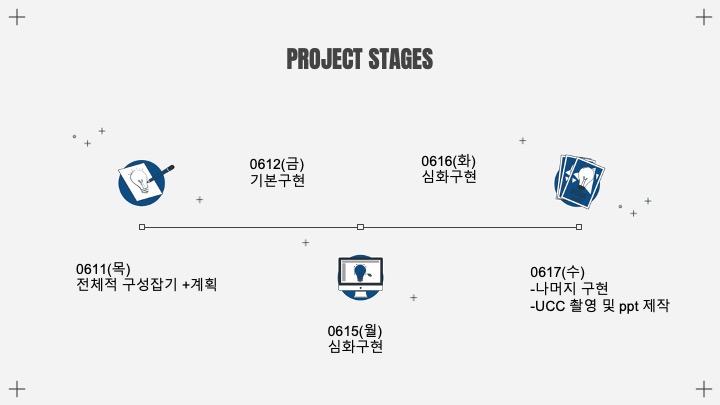 PROJECT STAGES
0611(목)
전체적 구성잡기 +계획
0612(금)
기본구현
0615(월)
심화구현
0616(화)
심화구현
0617(수)
-나머지 구현
-UCC 촬영 및 ppt 제작